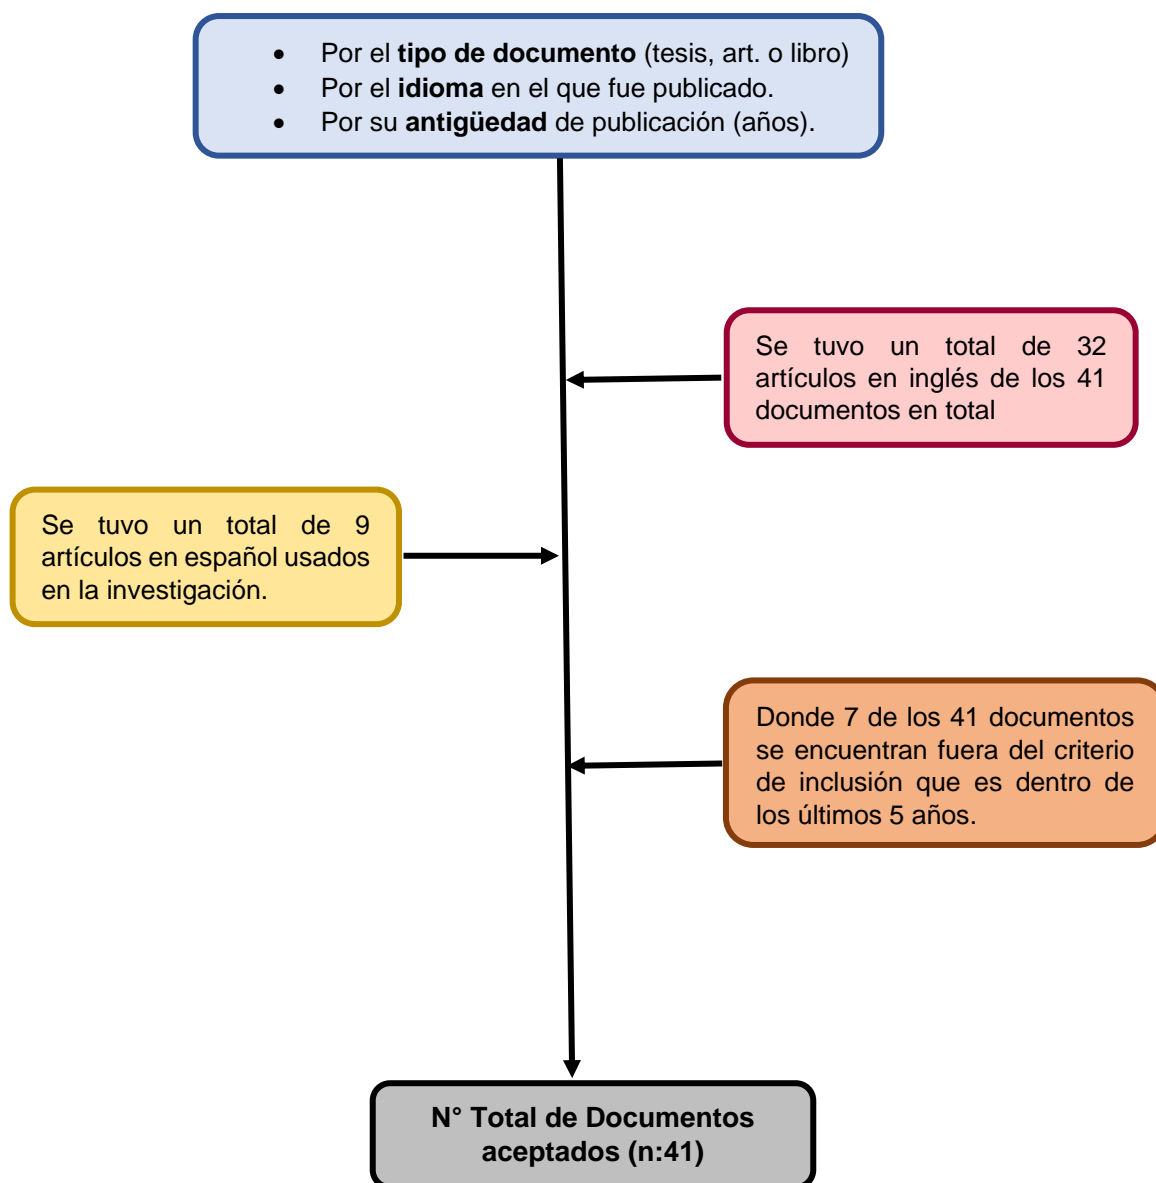 • Por el tipo de documento (tesis, art. o libro)
• Por el idioma en el que fue publicado.
• Por su antigüedad de publicación (años).
Se tuvo un total de 32
artículos en inglés de los 41
documentos en total
Se tuvo un total de 9
artículos en español usados
en la investigación.
Donde 7 de los 41 documentos
se encuentran fuera del criterio
de inclusión que es dentro de
los últimos 5 años.
N° Total de Documentos
aceptados (n:41)